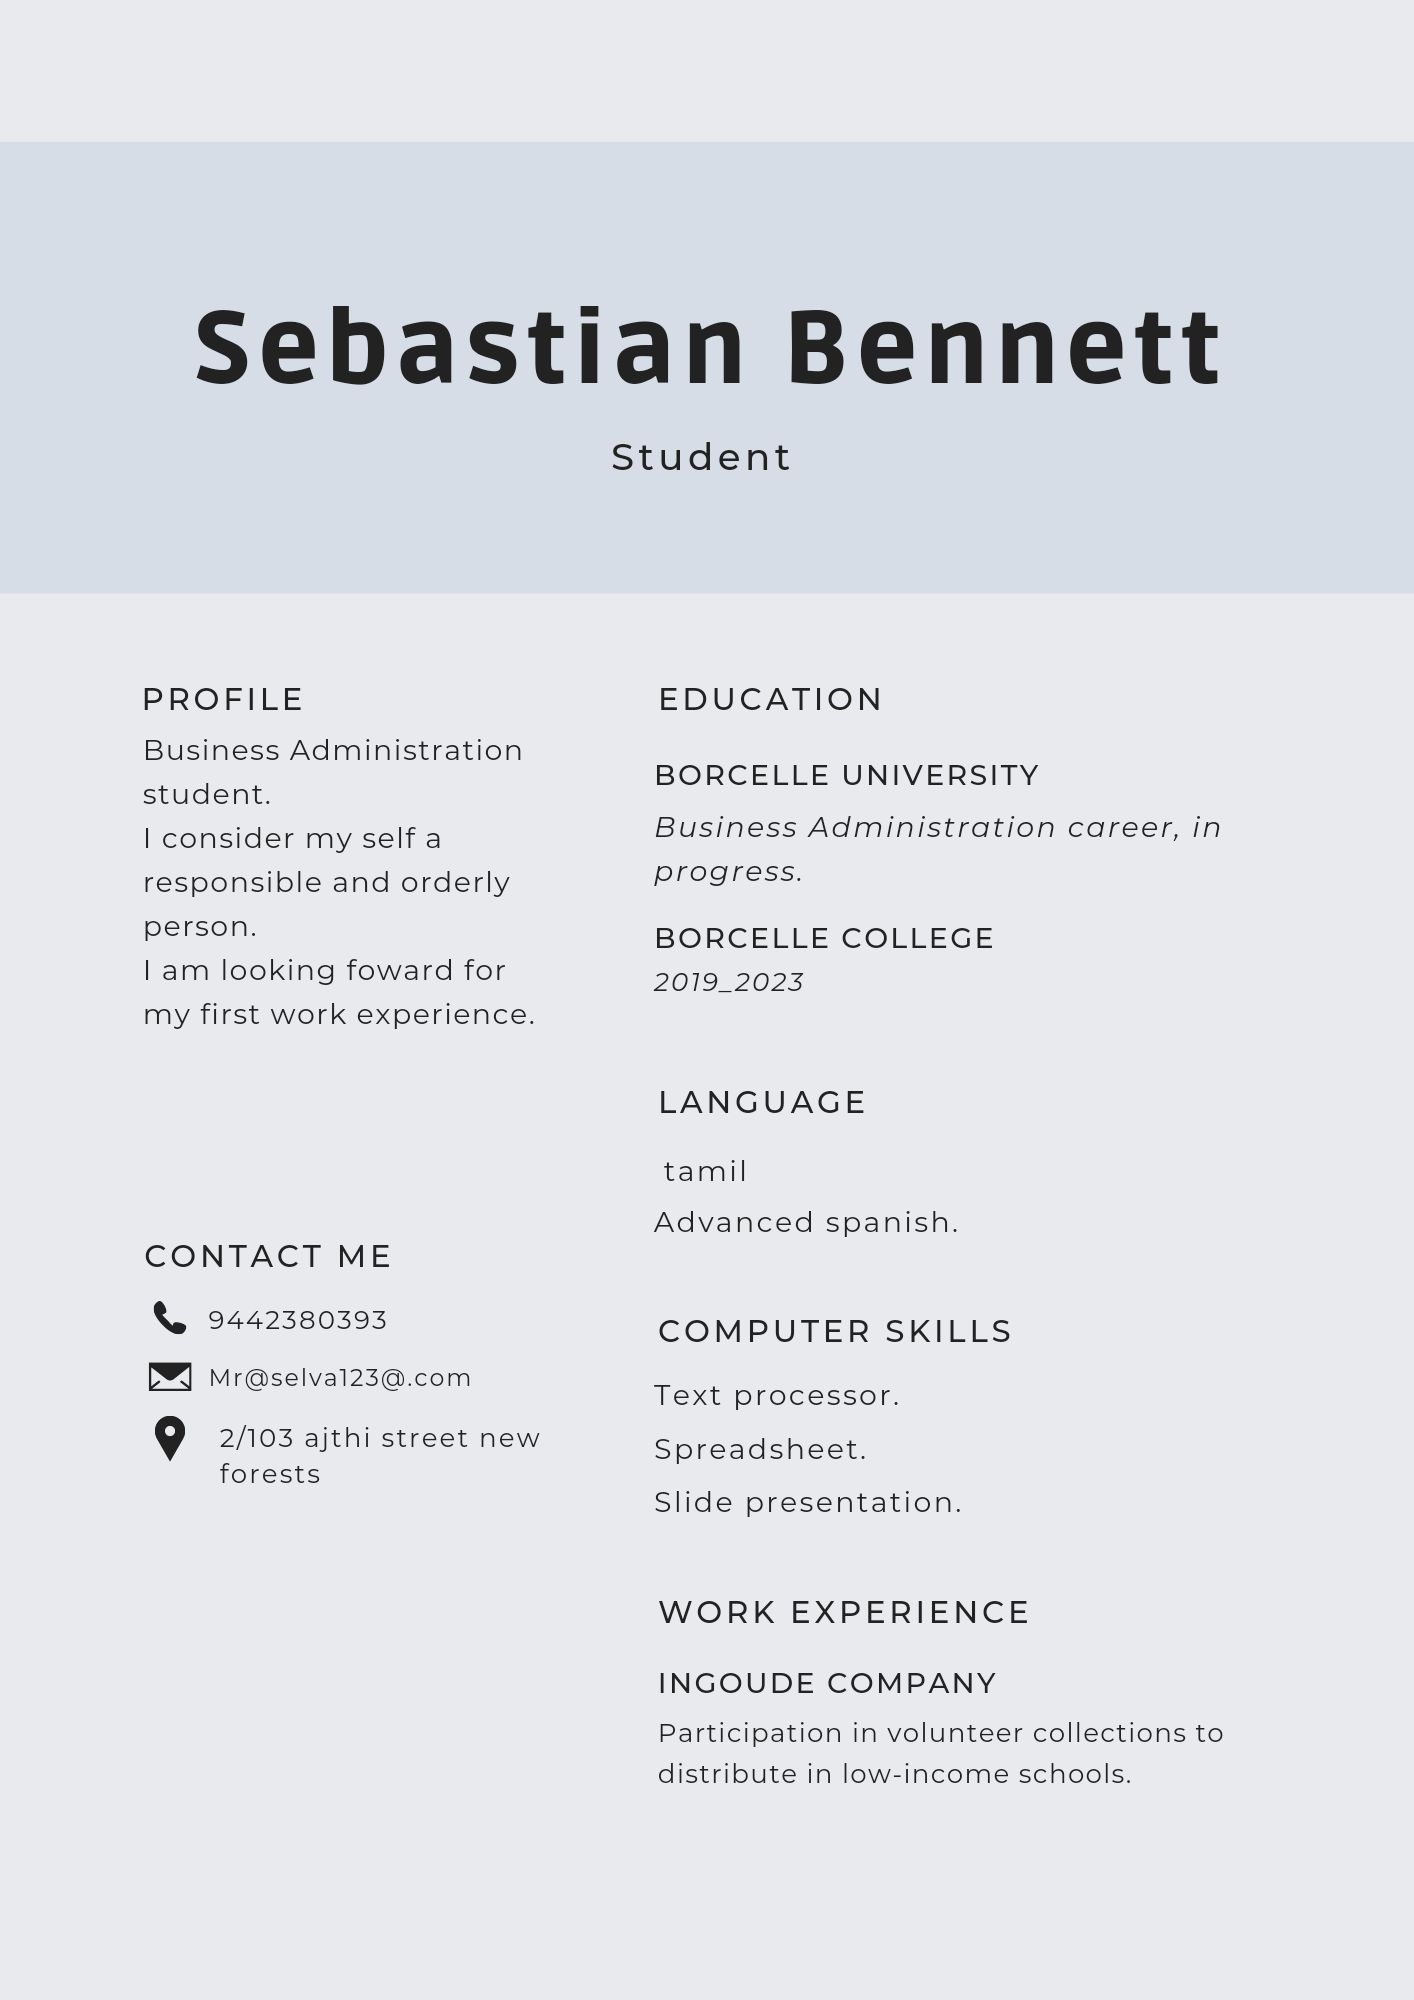 Sebastian Bennett
Student
PROFILE
Business Administration
student.
I consider my self a
responsible and orderly
person.
I am looking foward for
my first work experience.
CONTACT ME
9442380393
Mr@selva123@.com
2/103 ajthi street new
forests
EDUCATION
BORCELLE UNIVERSITY
Business Administration career, in
progress.
BORCELLE COLLEGE
2019_2023
LANGUAGE
tamil
Advanced spanish.
COMPUTER SKILLS
Text processor.
Spreadsheet.
Slide presentation.
WORK EXPERIENCE
INGOUDE COMPANY
Participation in volunteer collections to
distribute in low-income schools.